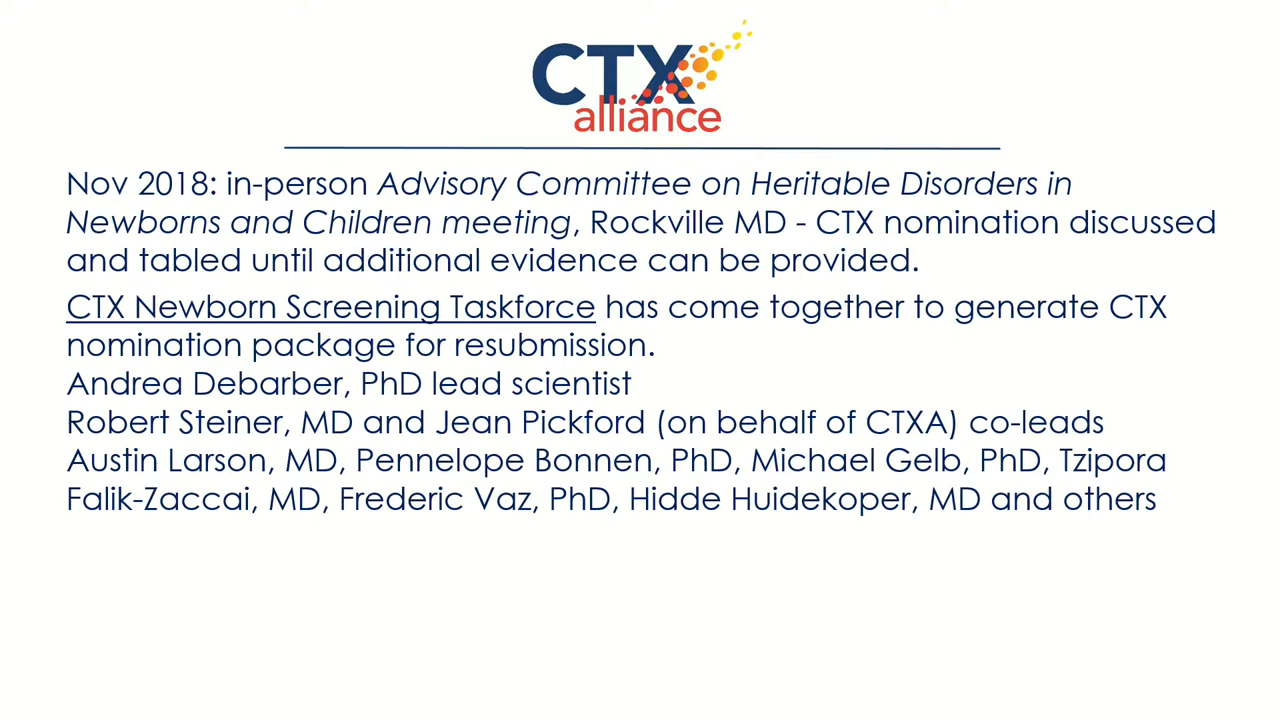 CTX
alliance
Nov 2018: in-person Advisory Committee on Heritable Disorders in
Newborns and Children meeting, Rockville MD - CTX nomination discussed
and tabled until additional evidence can be provided.
CTX Newborn Screening Taskforce has come together to generate CTX
nomination package for resubmission.
Andrea Debarber, PhD lead scientist
Robert Steiner, MD and Jean Pickford (on behalf of CTXA) co-leads
Austin Larson, MD, Pennelope Bonnen, PhD, Michael Gelb, PhD, Tzipora
Falik-Zaccai, MD, Frederic Vaz, PhD, Hidde Huidekoper, MD and others